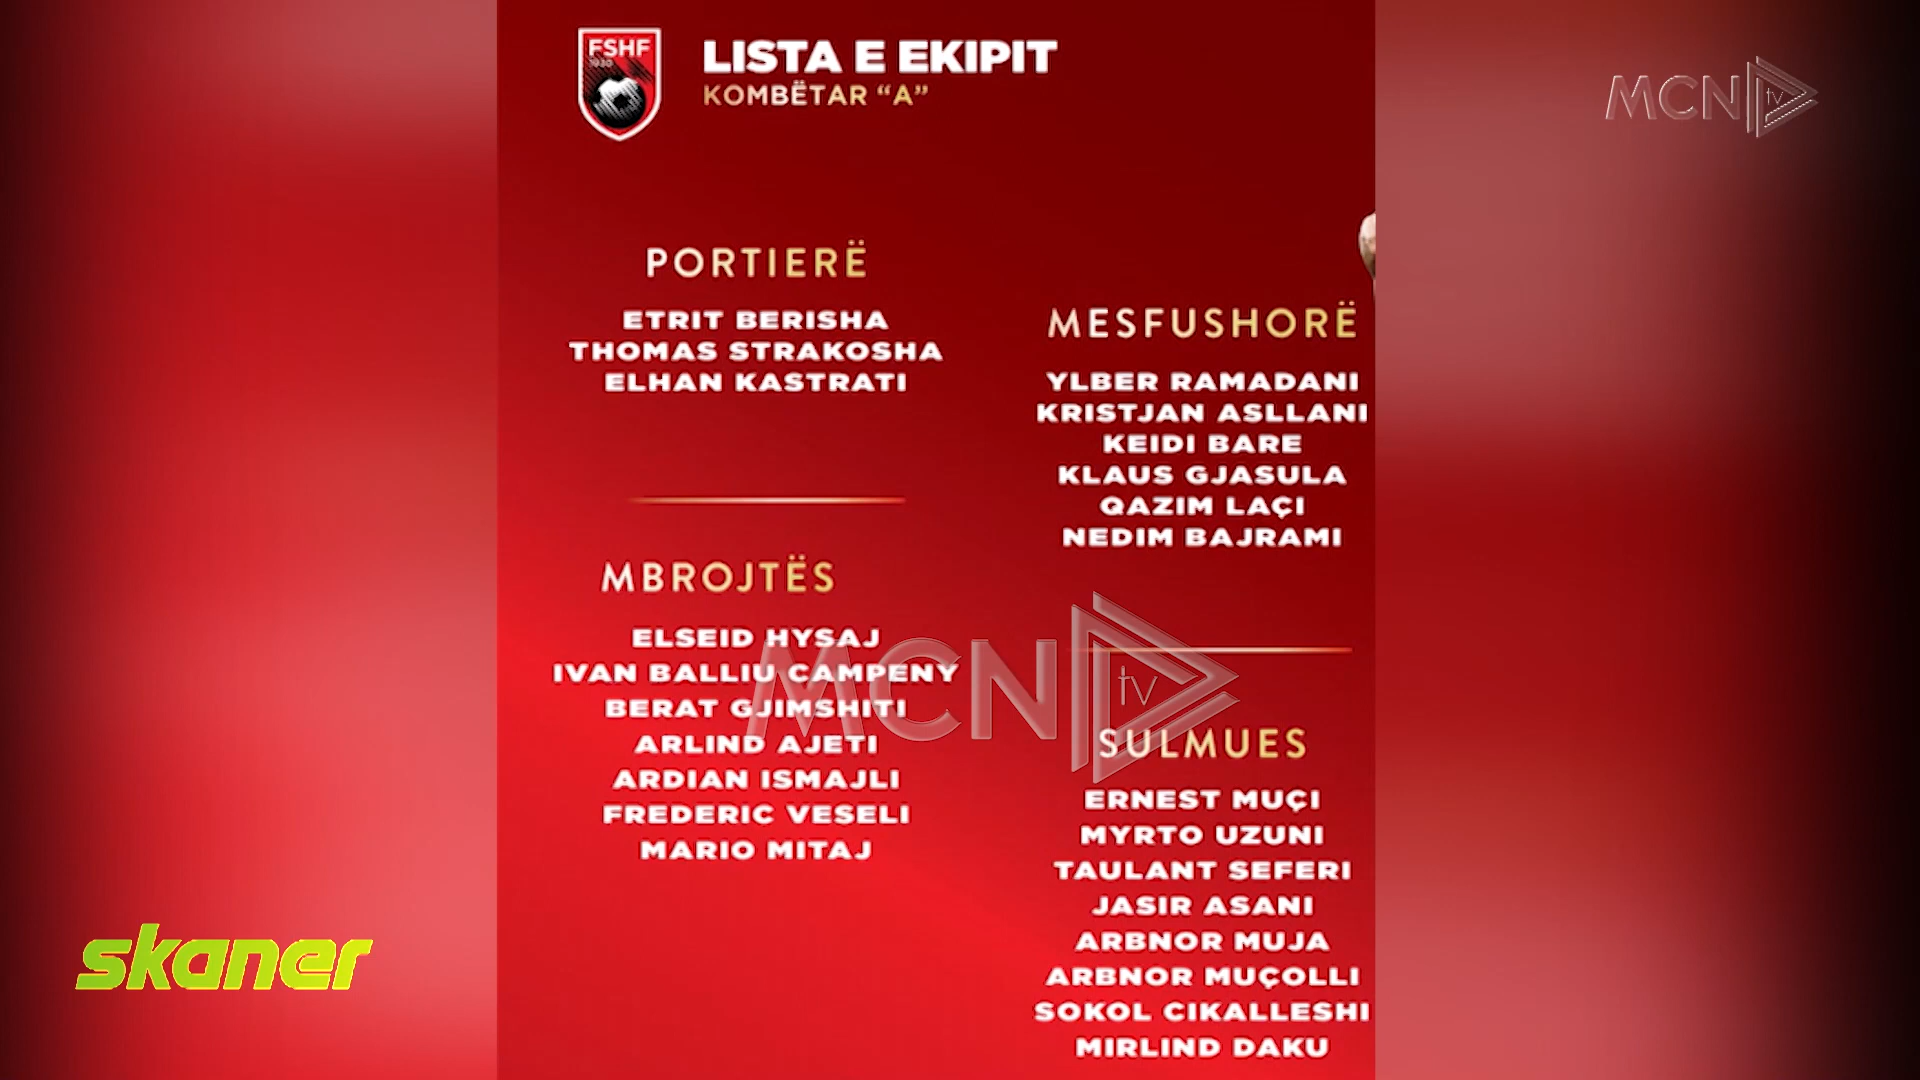 FSHF
1930
LISTA E EKIPIT
KOMBËTAR “A”
MCN tv
PORTIERË
ETRIT BERISHA
THOMAS STRAKOSHA
ELHAN KASTRATI
MBROJTËS
ELSEID HYSAJ
IVAN BALLIU CAMPENY
BERAT GJIMSHITI
ARLIND AJETI
ARDIAN ISMAJLI
FREDERIC VESELI
MARIO MITAJ
MESFUSHORË
YLBER RAMADANI
KRISTJAN ASLLANI
KEIDI BARE
KLAUS GJASULA
QAZIM LAÇI
NEDIM BAJRAMI
MCN tv
SULMUES
ERNEST MUÇI
MYRTO UZUNI
TAULANT SEFERI
JASIR ASANI
ARBNOR MUJA
ARBNOR MUÇOLLI
SOKOL CIKALLESHI
MIRLIND DAKU
skaner